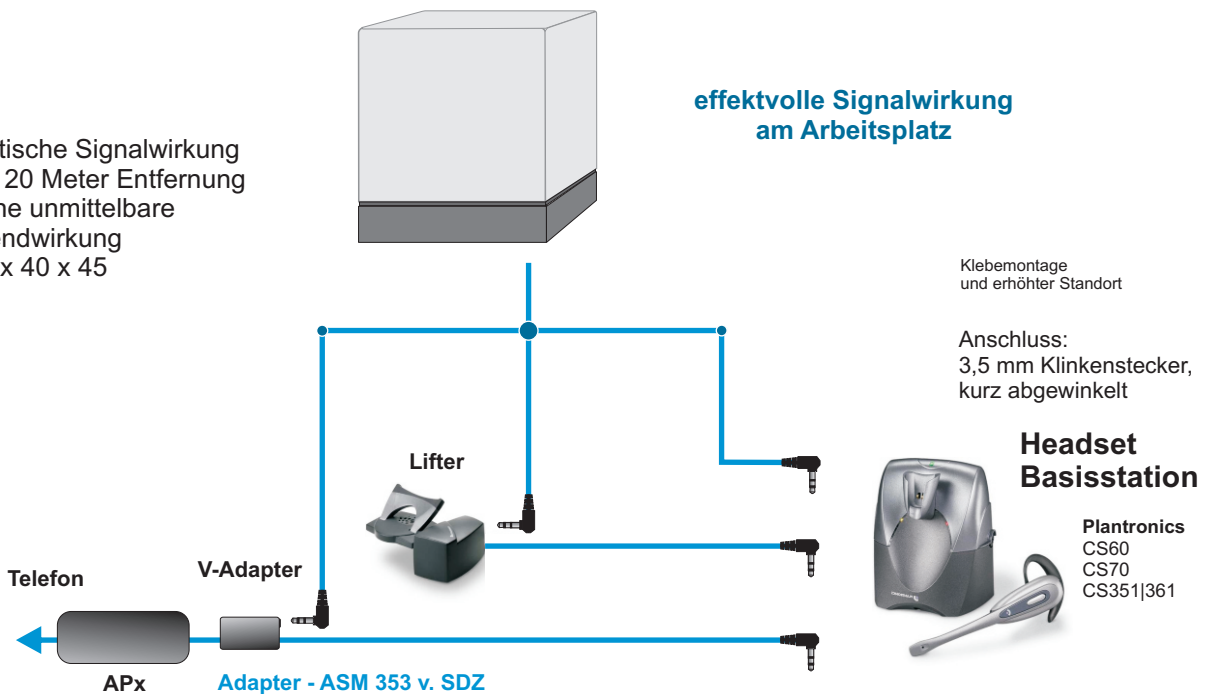 effektvolle Signalwirkung
am Arbeitsplatz
tische Signalwirkung
20 Meter Entfernung
ne unmittelbare
endwirkung
x 40 x 45
Klebemontage
und erhöhter Standort
Anschluss:
3,5 mm Klinkenstecker,
kurz abgewinkelt
Headset
Basisstation
Plantronics
CS60
CS70
CS351|361
Lifter
V-Adapter
Telefon
APx
Adapter - ASM 353 v. SDZ